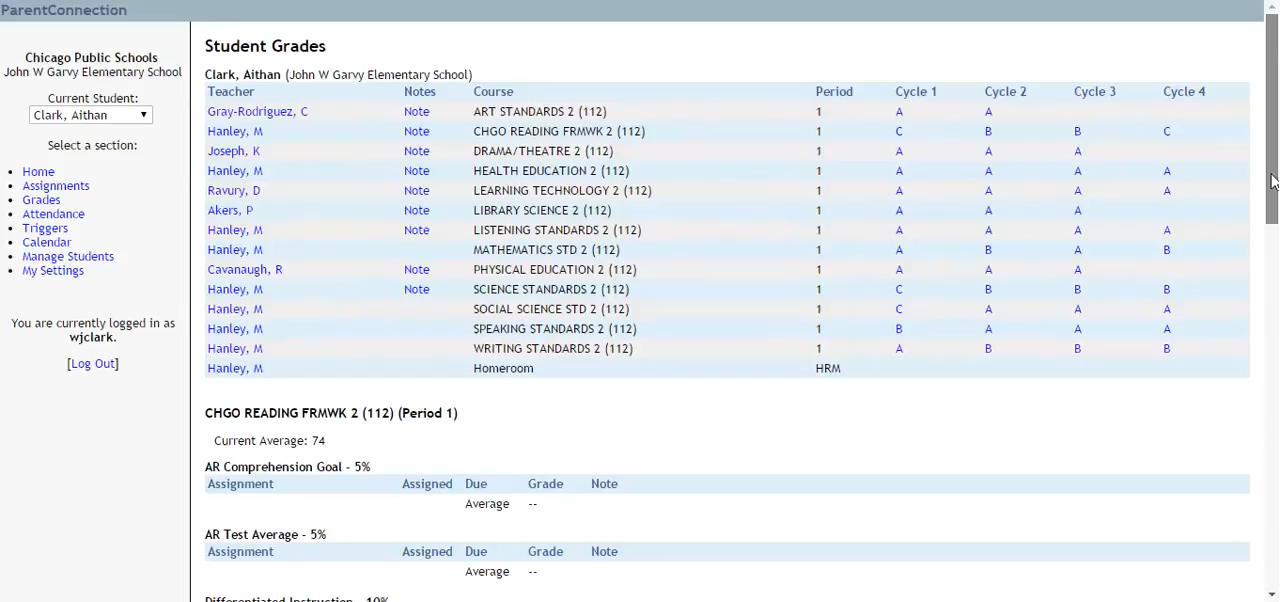 ParentConnection
Chicago Public Schools
John W Garvy Elementary School
Current Student:
Clark, Aithan
Select a section:
Home
Assignments
Grades
Attendance
Triggers
Calendar
Manage Students
My Settings
You are currently logged in as
wjclark.
[Log Out]
Student Grades
Clark, Aithan (John W Garvy Elementary School)
Teacher Notes Course Period Cycle 1 Cycle 2 Cycle 3 Cycle 4
Gray-Rodriguez, C Note ART STANDARDS 2 (112) 1 A A
Hanley, M Note CHGO READING FRMWK 2 (112) 1 C B B C
Joseph, K Note DRAMA/THEATRE 2 (112) 1 A A A
Hanley, M Note HEALTH EDUCATION 2 (112) 1 A A A A
Ravury, D Note LEARNING TECHNOLOGY 2 (112) 1 A A A A
Akers, P Note LIBRARY SCIENCE 2 (112) 1 A A A
Hanley, M Note LISTENING STANDARDS 2 (112) 1 A A A A
Hanley, M MATHEMATICS STD 2 (112) 1 A B A B
Cavanaugh, R Note PHYSICAL EDUCATION 2 (112) 1 A A A
Hanley, M Note SCIENCE STANDARDS 2 (112) 1 C B B B
Hanley, M SOCIAL SCIENCE STD 2 (112) 1 C A A A
Hanley, M SPEAKING STANDARDS 2 (112) 1 B A A A
Hanley, M WRITING STANDARDS 2 (112) 1 A B B B
Hanley, M Homeroom HRM
CHGO READING FRMWK 2 (112) (Period 1)
Current Average: 74
AR Comprehension Goal - 5%
Assignment Assigned Due Grade Note
Average --
AR Test Average - 5%
Assignment Assigned Due Grade Note
Average --
Differentiated Instruction - 10%